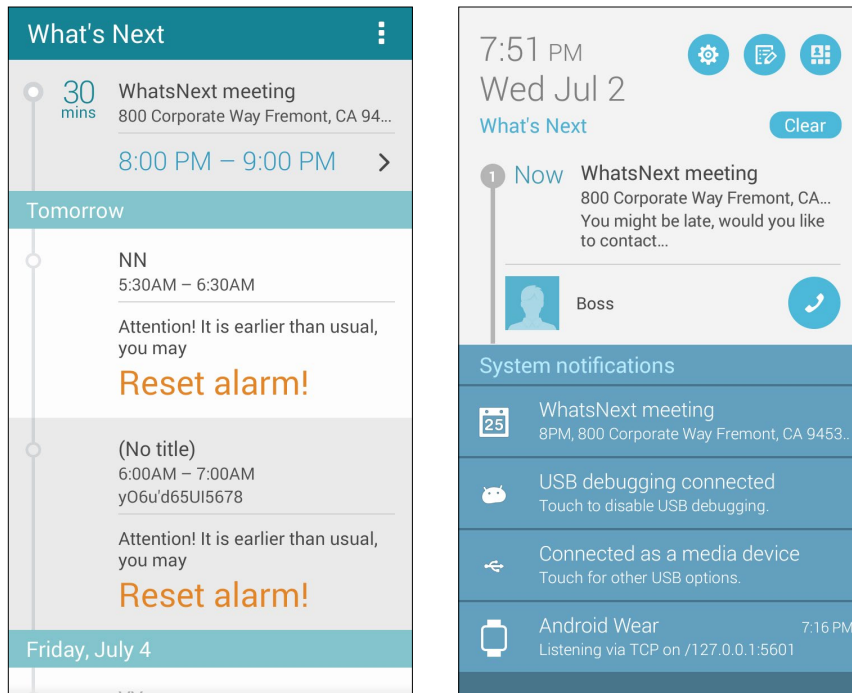 What's Next
30
mins
WhatsNext meeting
800 Corporate Way Fremont, CA 94...
8:00 PM – 9:00 PM
Tomorrow
NN
5:30AM – 6:30AM
Attention! It is earlier than usual,
you may
Reset alarm!
(No title)
6:00AM – 7:00AM
yO6u'd65UI5678
Attention! It is earlier than usual,
you may
Reset alarm!
Friday, July 4
7:51 PM
Wed Jul 2
What's Next
Clear
1
Now
WhatsNext meeting
800 Corporate Way Fremont, CA...
You might be late, would you like
to contact...
Boss
System notifications
25
WhatsNext meeting
8PM, 800 Corporate Way Fremont, CA 9453..
USB debugging connected
Touch to disable USB debugging.
Connected as a media device
Touch for other USB options.
Android Wear
7:16 PM
Listening via TCP on /127.0.0.1:5601